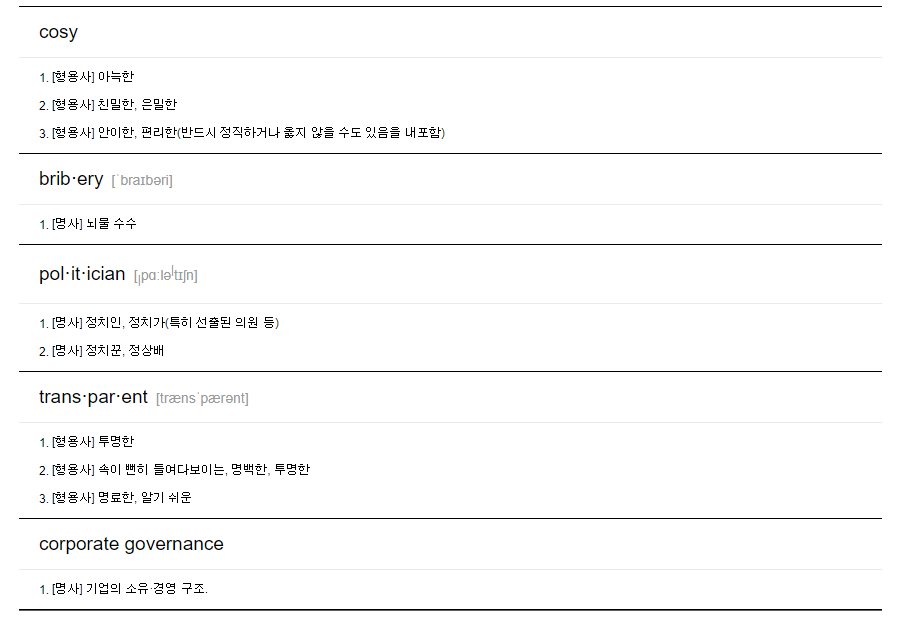 cosy
1. [형용사] 아늑한
2. [형용사] 친밀한, 은밀한
3. [형용사] 안이한, 편리한(반드시 정직하거나 옳지 않을 수도 있음을 내포함)
brib·ery [ˈbraɪbəri]
1. [명사] 뇌물 수수
pol·it·ician [ˌpɑːləˈtɪʃn]
1. [명사] 정치인, 정치가(특히 선출된 의원 등)
2. [명사] 정치꾼, 정상배
trans·par·ent [trænsˈpærənt]
1. [형용사] 투명한
2. [형용사] 속이 뻔히 들여다보이는, 명백한, 투명한
3. [형용사] 명료한, 알기 쉬운
corporate governance
1. [명사] 기업의 소유·경영 구조.